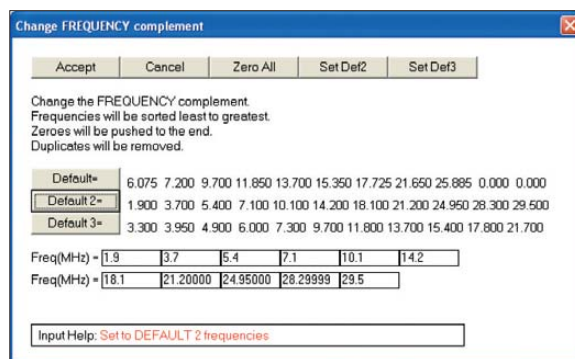 Change FREQUENCY complement
Accept Cancel Zero All Set Def2 Set Def3
Change the FREQUENCY complement.
Frequencies will be sorted least to greatest.
Zeroes will be pushed to the end.
Duplicates will be removed.
Default= 6.075 7.200 9.700 11.850 13.700 15.350 17.725 21.650 25.885 0.000 0.000
Default 2= 1.900 3.700 5.400 7.100 10.100 14.200 18.100 21.200 24.950 28.300 29.500
Default 3= 3.300 3.950 4.900 6.000 7.300 9.700 11.800 13.700 15.400 17.800 21.700
Freq(MHz) = 1.9 3.7 5.4 7.1 10.1 14.2
Freq(MHz) = 18.1 21.20000 24.95000 28.29999 29.5
Input Help: Set to DEFAULT 2 frequencies